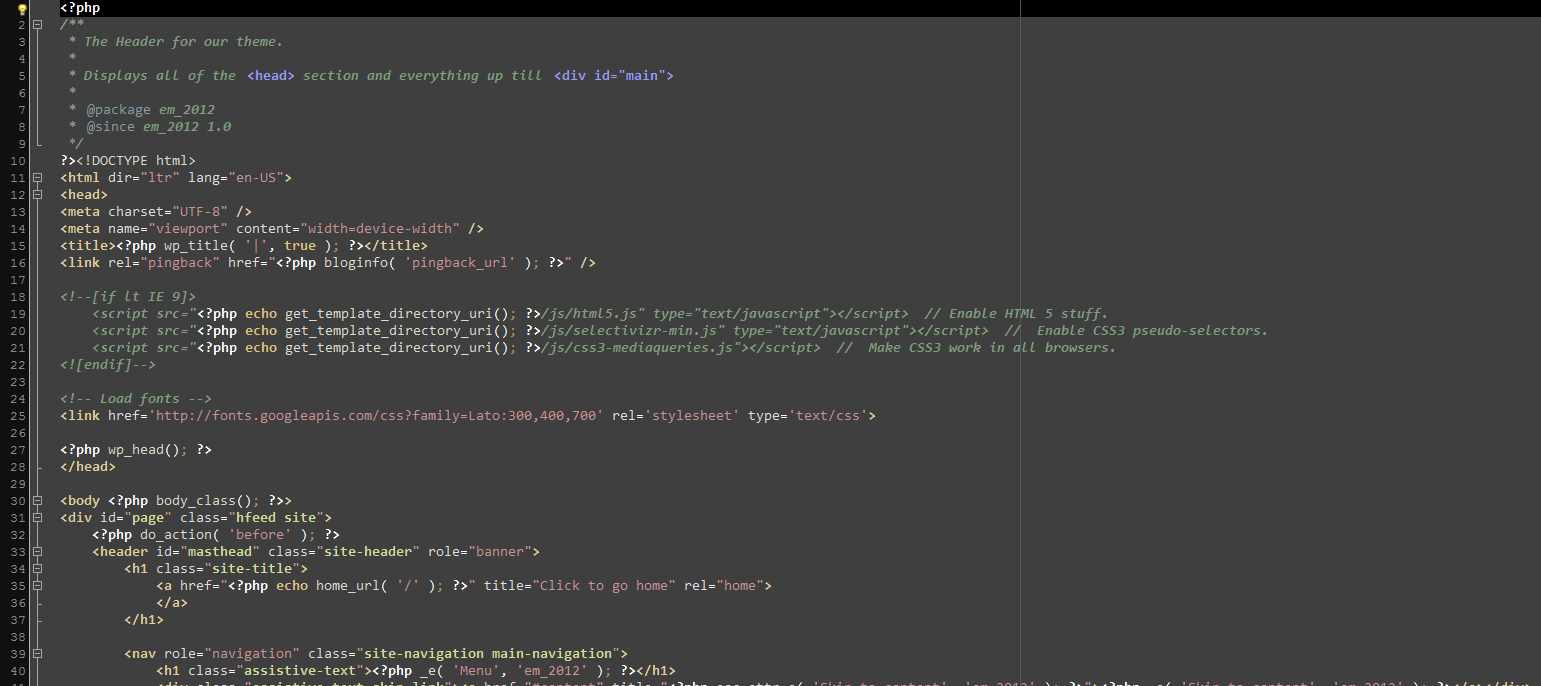 <?php
2 /**
3  * The Header for our theme.
4  *
5  * Displays all of the <head> section and everything up till <div id="main">
6  *
7  * @package em_2012
8  * @since em_2012 1.0
9  */
10 ?><!DOCTYPE html>
11 <html dir="ltr" lang="en-US">
12 <head>
13 <meta charset="UTF-8" />
14 <meta name="viewport" content="width=device-width" />
15 <title><?php wp_title( '|', true ); ?></title>
16 <link rel="pingback" href="<?php bloginfo( 'pingback_url' ); ?>" />
17
18 <!--[if lt IE 9]>
19     <script src="<?php echo get_template_directory_uri(); ?>/js/html5.js" type="text/javascript"></script>  // Enable HTML 5 stuff.
20     <script src="<?php echo get_template_directory_uri(); ?>/js/selectivizr-min.js" type="text/javascript"></script>  //  Enable CSS3 pseudo-selectors.
21     <script src="<?php echo get_template_directory_uri(); ?>/js/css3-mediaqueries.js"></script>  //  Make CSS3 work in all browsers.
22 <![endif]-->
23
24 <!-- Load fonts -->
25 <link href='http://fonts.googleapis.com/css?family=Lato:300,400,700' rel='stylesheet' type='text/css'>
26
27 <?php wp_head(); ?>
28 </head>
29
30 <body <?php body_class(); ?>>
31 <div id="page" class="hfeed site">
32     <?php do_action( 'before' ); ?>
33     <header id="masthead" class="site-header" role="banner">
34         <h1 class="site-title">
35             <a href="<?php echo home_url( '/' ); ?>" title="Click to go home" rel="home">
36             </a>
37         </h1>
38
39         <nav role="navigation" class="site-navigation main-navigation">
40             <h1 class="assistive-text"><?php _e( 'Menu', 'em_2012' ); ?></h1>